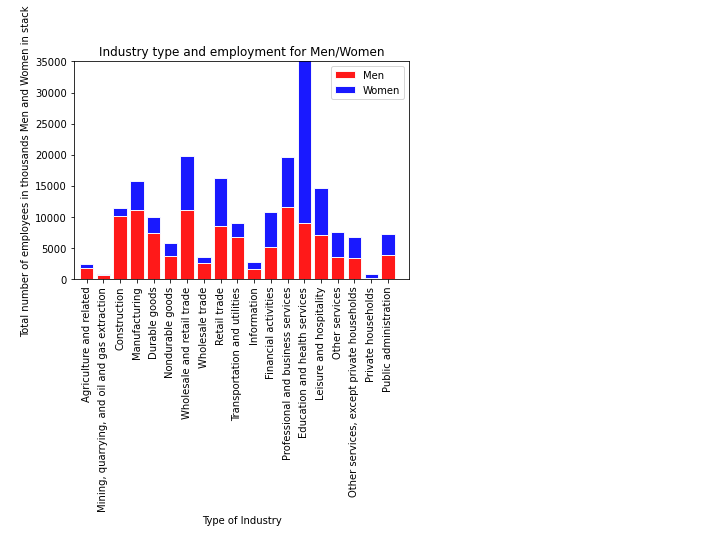 Industry type and employment for Men/Women
Total number of employees in thousands Men and Women in stack
35000
30000
25000
20000
15000
10000
5000
0
Men
Women
Agriculture and related
Mining, quarrying, and oil and gas extraction
Construction
Manufacturing
Durable goods
Nondurable goods
Wholesale and retail trade
Wholesale trade
Retail trade
Transportation and utilities
Information
Financial activities
Professional and business services
Education and health services
Leisure and hospitality
Other services
Other services, except private households
Private households
Public administration
Type of Industry